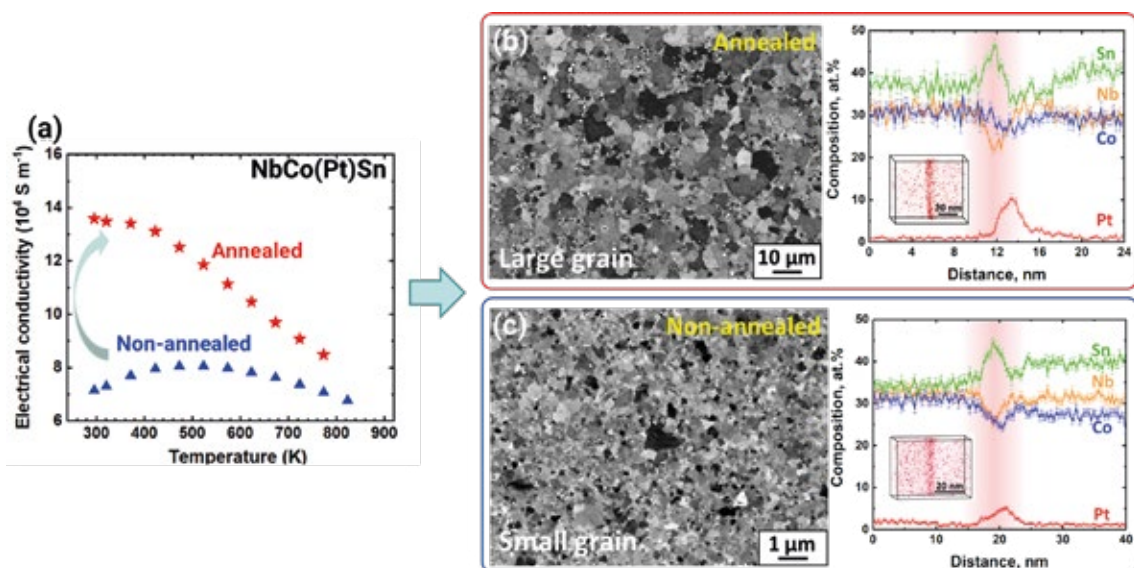 (a)
NbCo(Pt)Sn
Electrical conductivity (10⁴ S m⁻¹)
16
14
12
10
8
6
Annealed
Non-annealed
300 400 500 600 700 800 900
Temperature (K)
(b)
Annealed
Large grain
10 µm
Composition, at.%
50
40
30
20
10
0
Sn
Nb
Co
Pt
0 4 8 12 16 20 24
Distance, nm
(c)
Non-annealed
Small grain
1 µm
Composition, at.%
50
40
30
20
10
0
Sn
Nb
Co
20 nm
Pt
0 10 20 30 40
Distance, nm